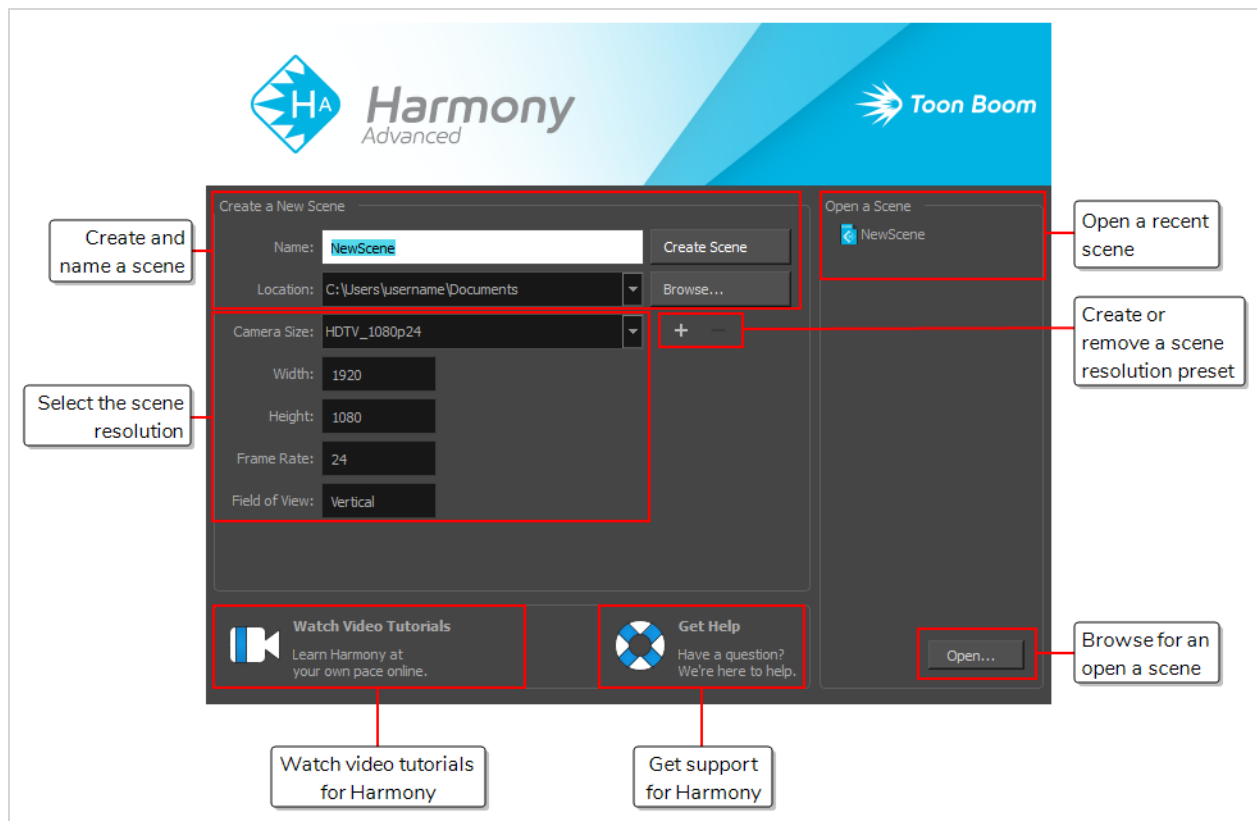 HA
Harmony
Advanced
Toon Boom
Create a New Scene
Name:
NewScene
Create Scene
Location:
C:\Users\username\Documents
Browse...
Camera Size:
HDTV_1080p24
+ −
Width:
1920
Height:
1080
Frame Rate:
24
Field of View:
Vertical
Open a Scene
NewScene
Open...
Watch Video Tutorials
Learn Harmony at
your own pace online.
Get Help
Have a question?
We're here to help.
Create and
name a scene
Select the scene
resolution
Open a recent
scene
Create or
remove a scene
resolution preset
Browse for an
open a scene
Watch video tutorials
for Harmony
Get support
for Harmony